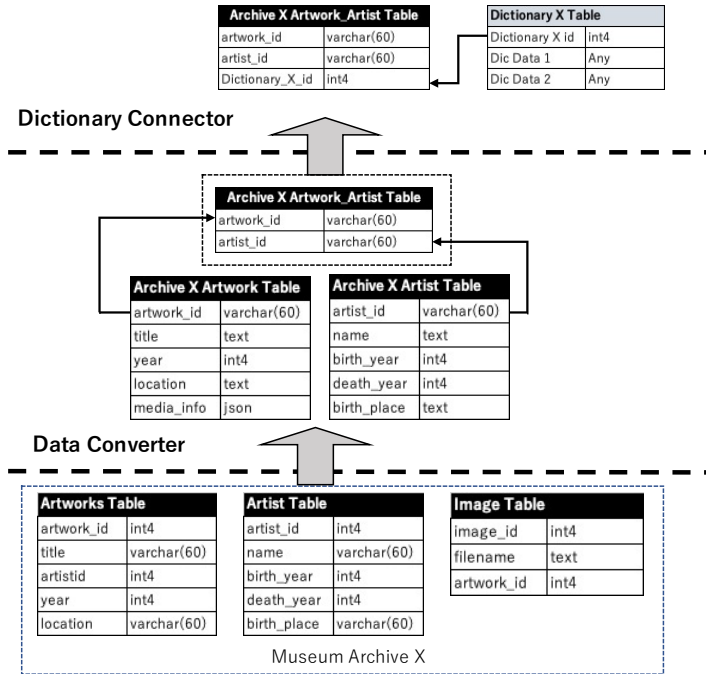 Archive X Artwork_Artist Table
artwork_id varchar(60)
artist_id varchar(60)
Dictionary_X_id int4
Dictionary X Table
Dictionary X id int4
Dic Data 1 Any
Dic Data 2 Any
Dictionary Connector
Archive X Artwork_Artist Table
artwork_id varchar(60)
artist_id varchar(60)
Archive X Artwork Table
artwork_id varchar(60)
title text
year int4
location text
media_info json
Archive X Artist Table
artist_id varchar(60)
name text
birth_year int4
death_year int4
birth_place text
Data Converter
Artworks Table
artwork_id int4
title varchar(60)
artistid int4
year int4
location varchar(60)
Artist Table
artist_id int4
name varchar(60)
birth_year int4
death_year int4
birth_place varchar(60)
Image Table
image_id int4
filename text
artwork_id int4
Museum Archive X